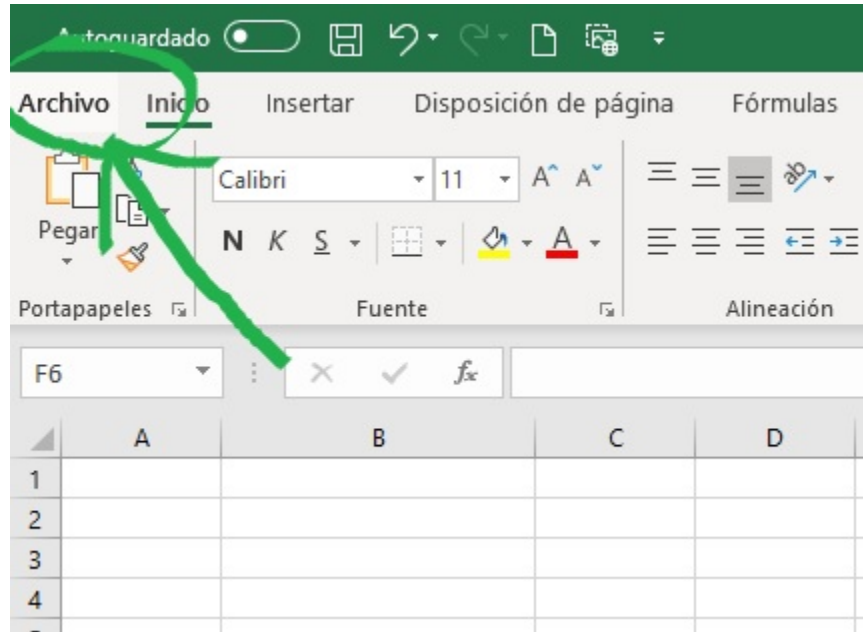 Autoguardado
Archivo Inicio Insertar Disposición de página Fórmulas
Calibri 11 A A
Pegar
N K S A
Portapapeles Fuente Alineación
F6 fx
A B C D
1
2
3
4